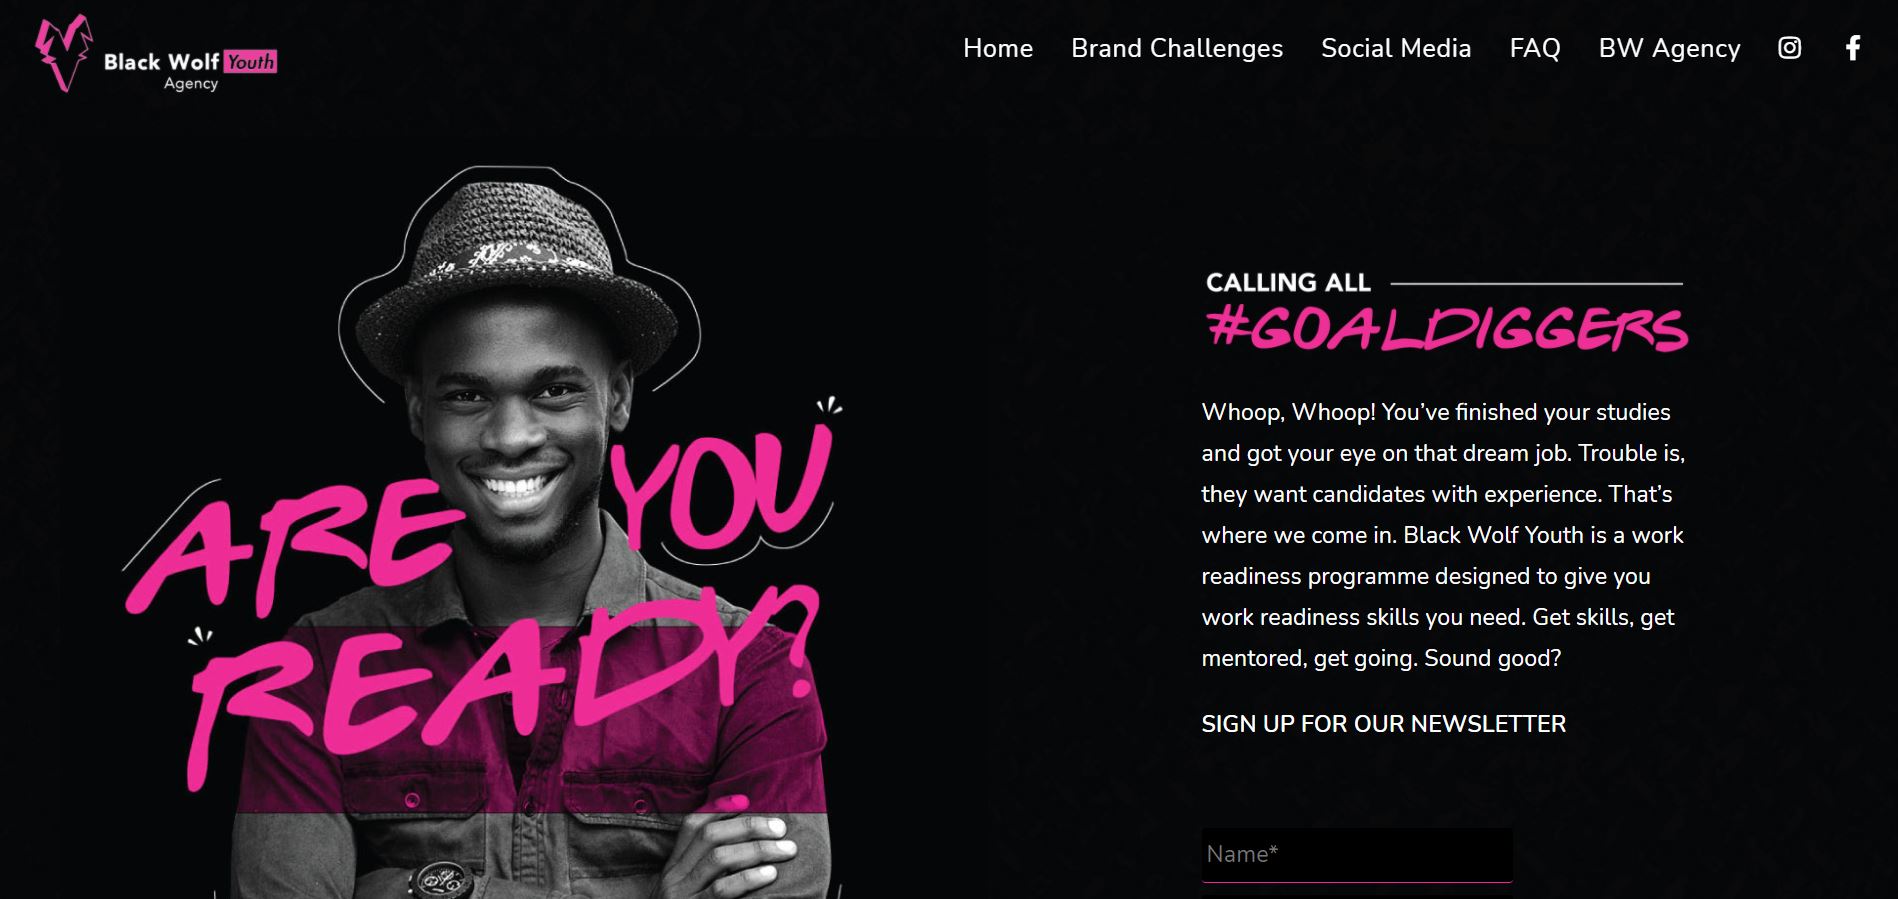 Black Wolf Youth
Agency
Home
Brand Challenges
Social Media
FAQ
BW Agency
ARE YOU
READY?
CALLING ALL
#GOALDIGGERS
Whoop, Whoop! You’ve finished your studies
and got your eye on that dream job. Trouble is,
they want candidates with experience. That’s
where we come in. Black Wolf Youth is a work
readiness programme designed to give you
work readiness skills you need. Get skills, get
mentored, get going. Sound good?
SIGN UP FOR OUR NEWSLETTER
Name*